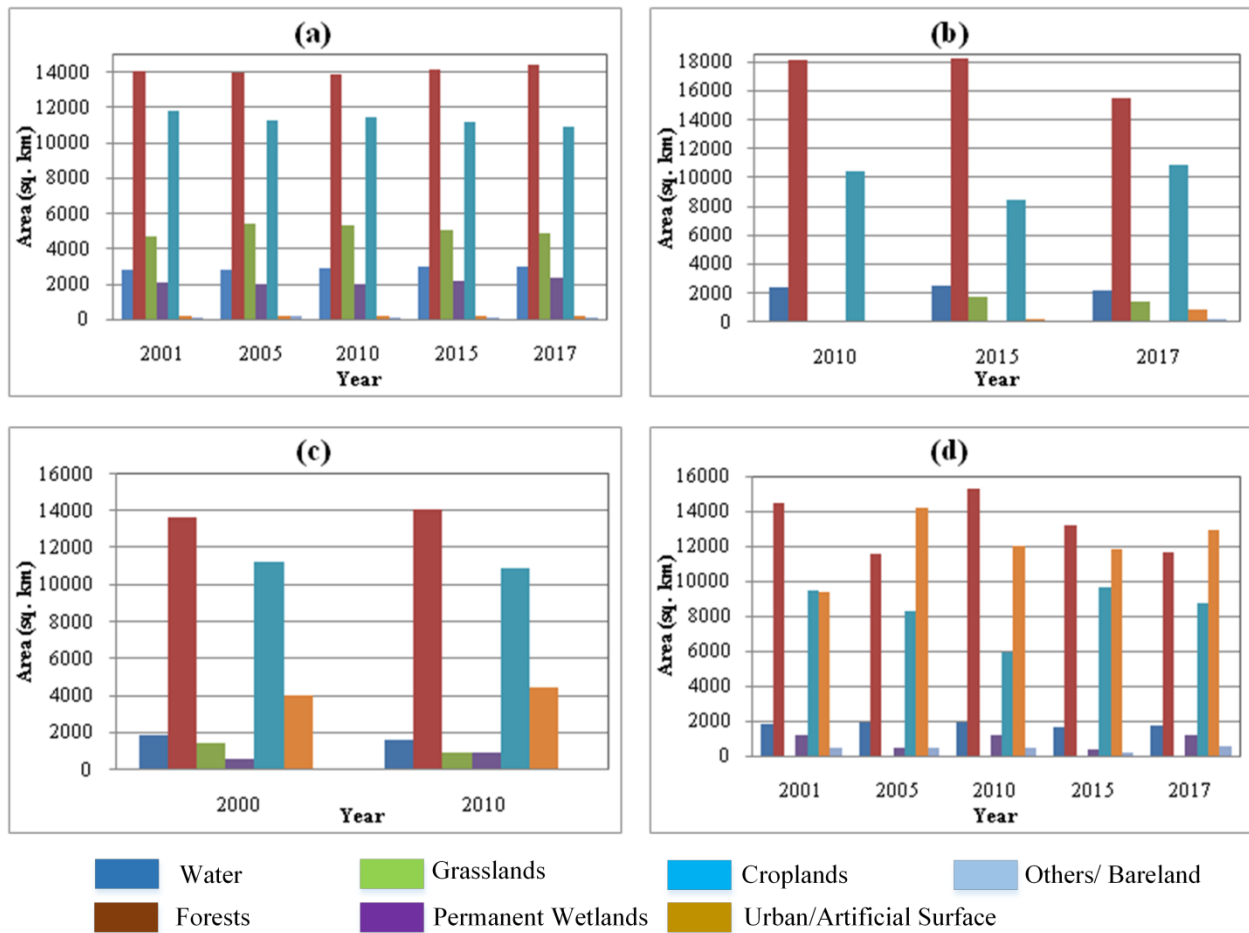 (a)
Area (sq. km)
14000
12000
10000
8000
6000
4000
2000
0
2001 2005 2010 2015 2017
Year
(b)
Area (sq. km)
18000
16000
14000
12000
10000
8000
6000
4000
2000
0
2010 2015 2017
Year
(c)
Area (sq. km)
16000
14000
12000
10000
8000
6000
4000
2000
0
2000 2010
Year
(d)
Area (sq. km)
16000
14000
12000
10000
8000
6000
4000
2000
0
2001 2005 2010 2015 2017
Year
Water Grasslands Croplands Others/ Bareland
Forests Permanent Wetlands Urban/Artificial Surface